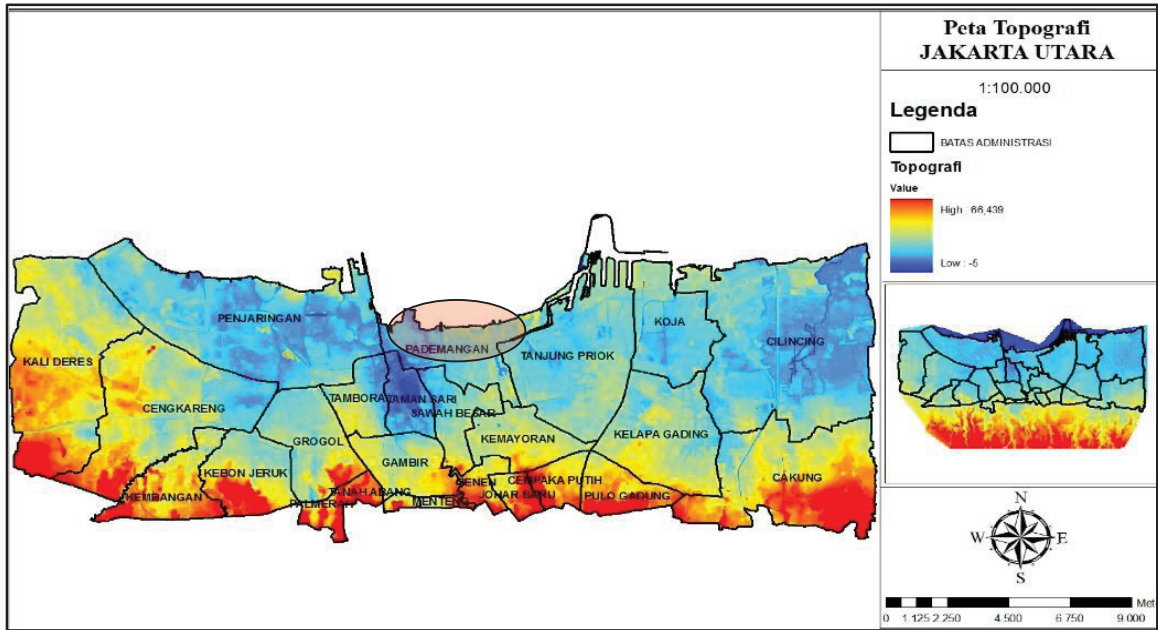 Peta Topografi
JAKARTA UTARA
1:100.000
Legenda
BATAS ADMINISTRASI
Topografi
Value
High : 66,439
Low : -5
PENJARINGAN
PADEMANGAN
TANJUNG PRIOK
KOJA
CILINCING
KALI DERES
CENGKARENG
TAMBORA
TAMAN SARI
SAWAH BESAR
GROGOL
KEMAYORAN
KELAPA GADING
GAMBIR
KEBON JERUK
SENEN
CEMPAKA PUTIH
CAKUNG
KEMBANGAN
TANAH ABANG
JOHAR BARU
PULO GADUNG
PALMERAH
MENTENG
N
W E
S
Mete
0 1.125 2.250 4.500 6.750 9.000